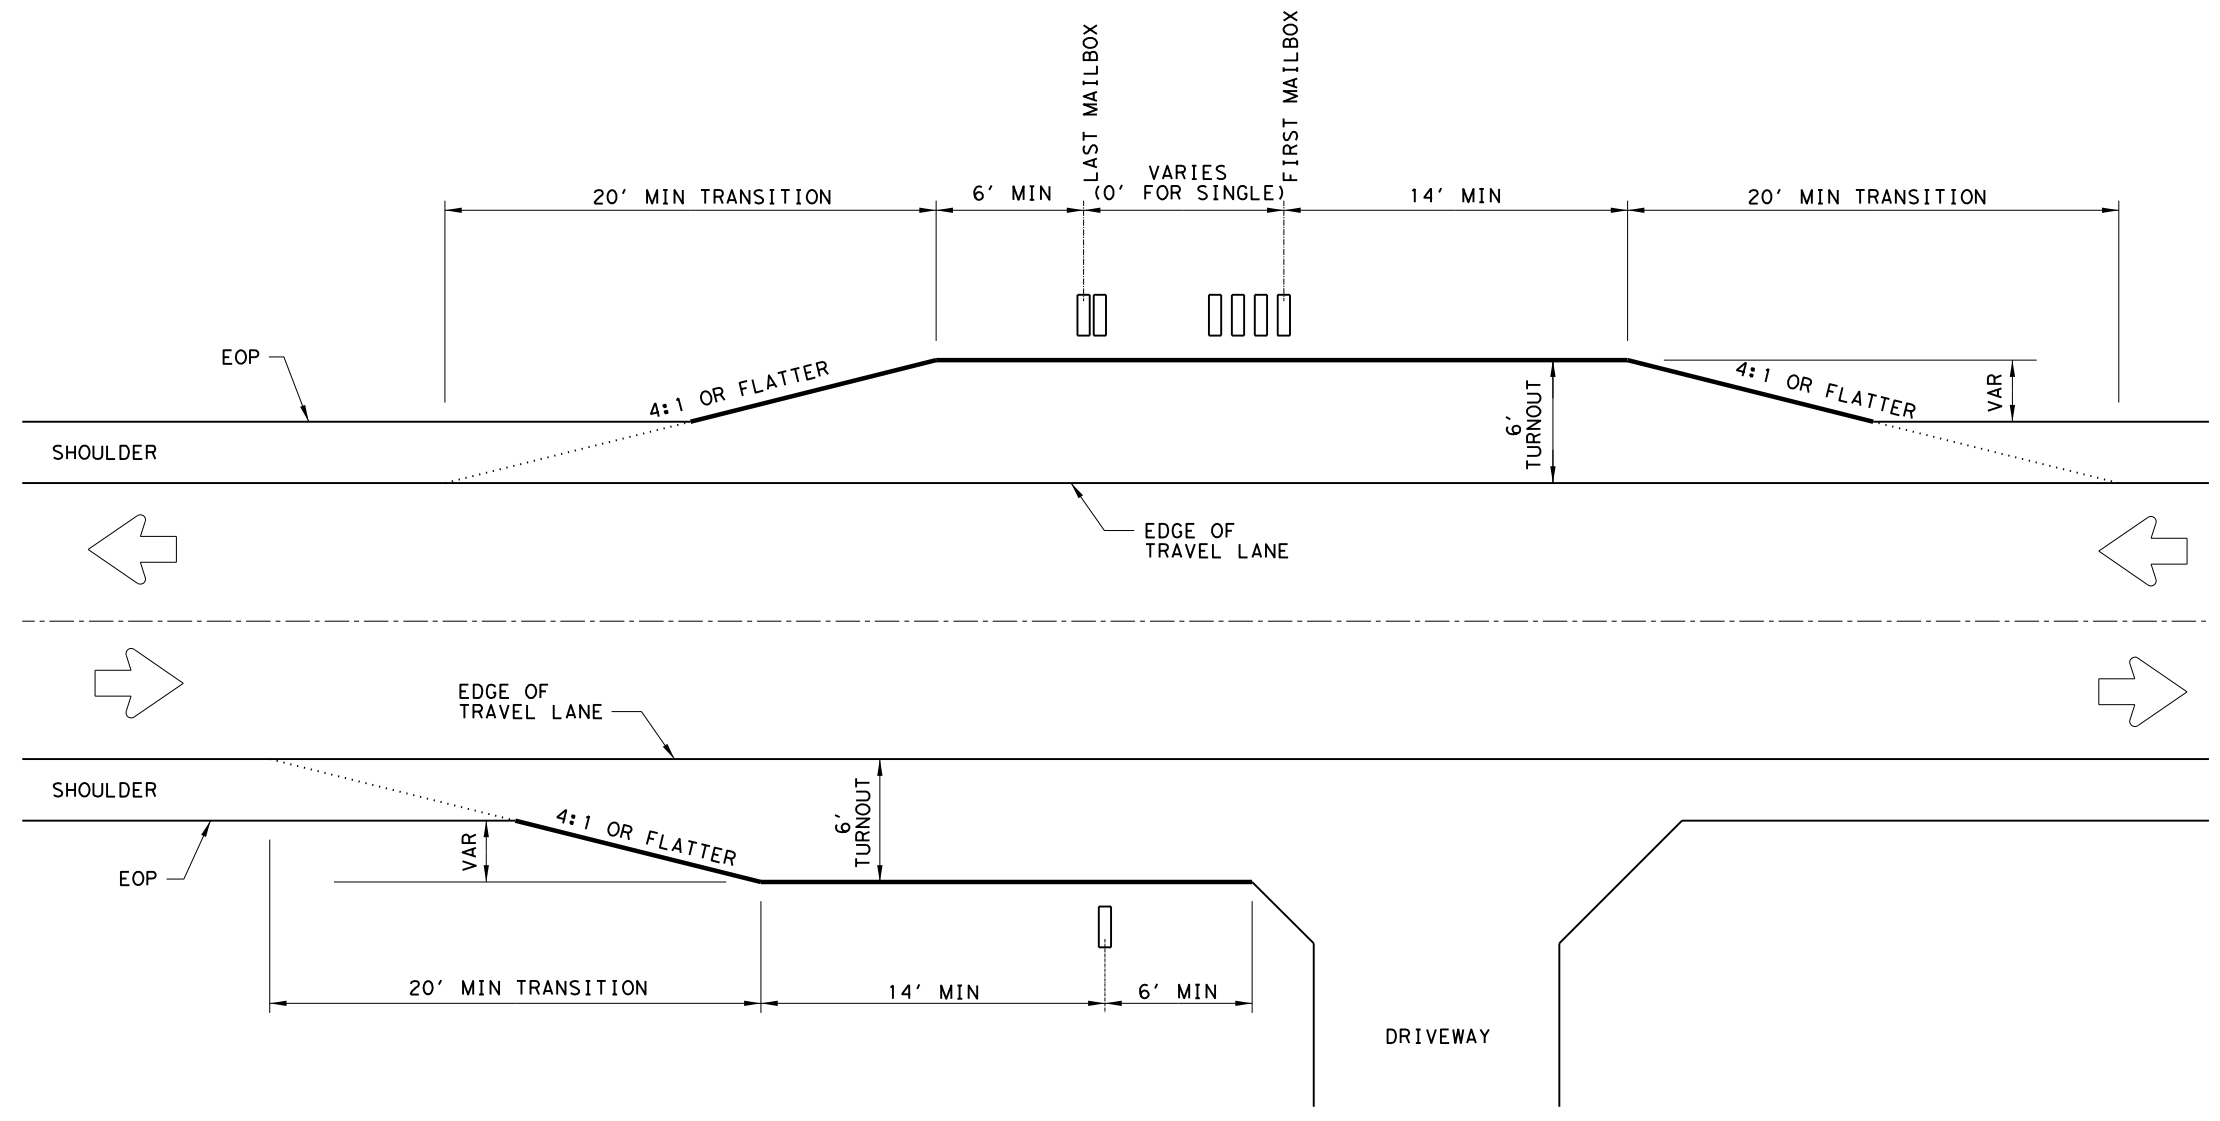 LAST MAILBOX
FIRST MAILBOX
20' MIN TRANSITION
6' MIN
VARIES
(0' FOR SINGLE)
14' MIN
20' MIN TRANSITION
EOP
4:1 OR FLATTER
4:1 OR FLATTER
VAR
6'
TURNOUT
SHOULDER
EDGE OF
TRAVEL LANE
EDGE OF
TRAVEL LANE
SHOULDER
6'
TURNOUT
4:1 OR FLATTER
VAR
EOP
20' MIN TRANSITION
14' MIN
6' MIN
DRIVEWAY